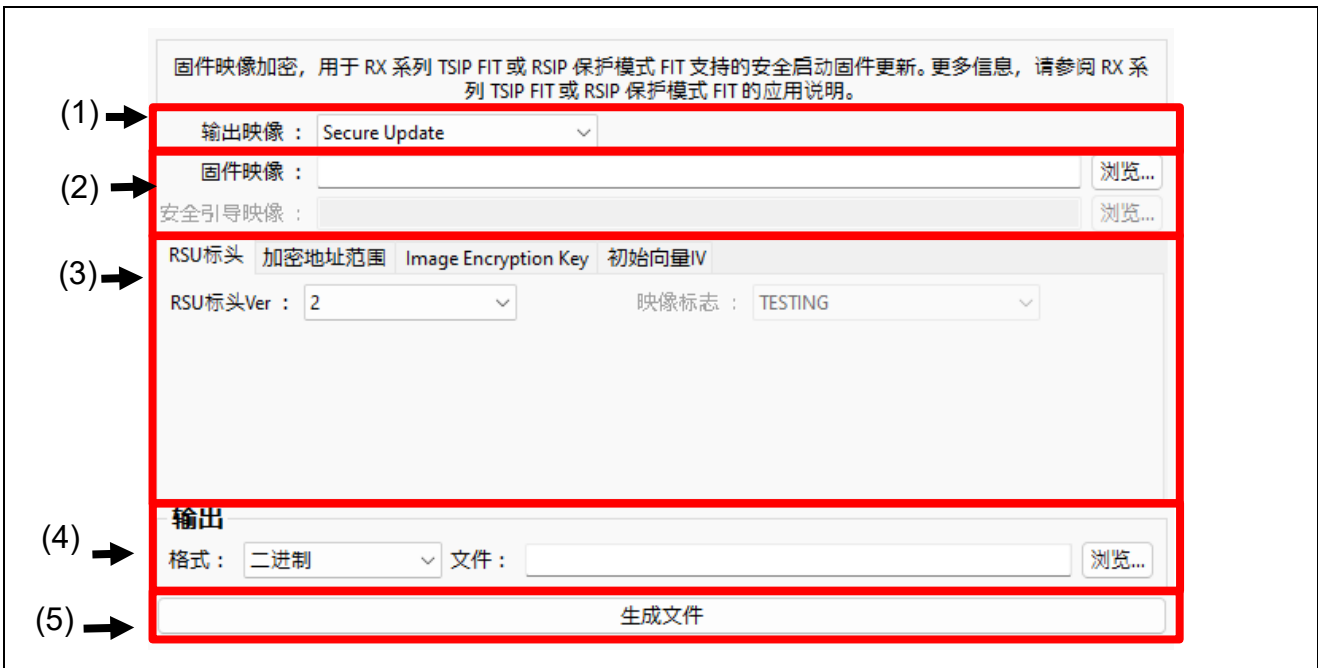 固件映像加密，用于 RX 系列 TSIP FIT 或 RSIP 保护模式 FIT 支持的安全启动固件更新。更多信息，请参阅 RX 系
列 TSIP FIT 或 RSIP 保护模式 FIT 的应用说明。
(1)
输出映像： Secure Update
(2)
固件映像： 浏览...
安全引导映像： 浏览...
(3)
RSU标头 加密地址范围 Image Encryption Key 初始向量IV
RSU标头Ver： 2 映像标志： TESTING
输出
(4)
格式： 二进制 文件： 浏览...
(5)
生成文件